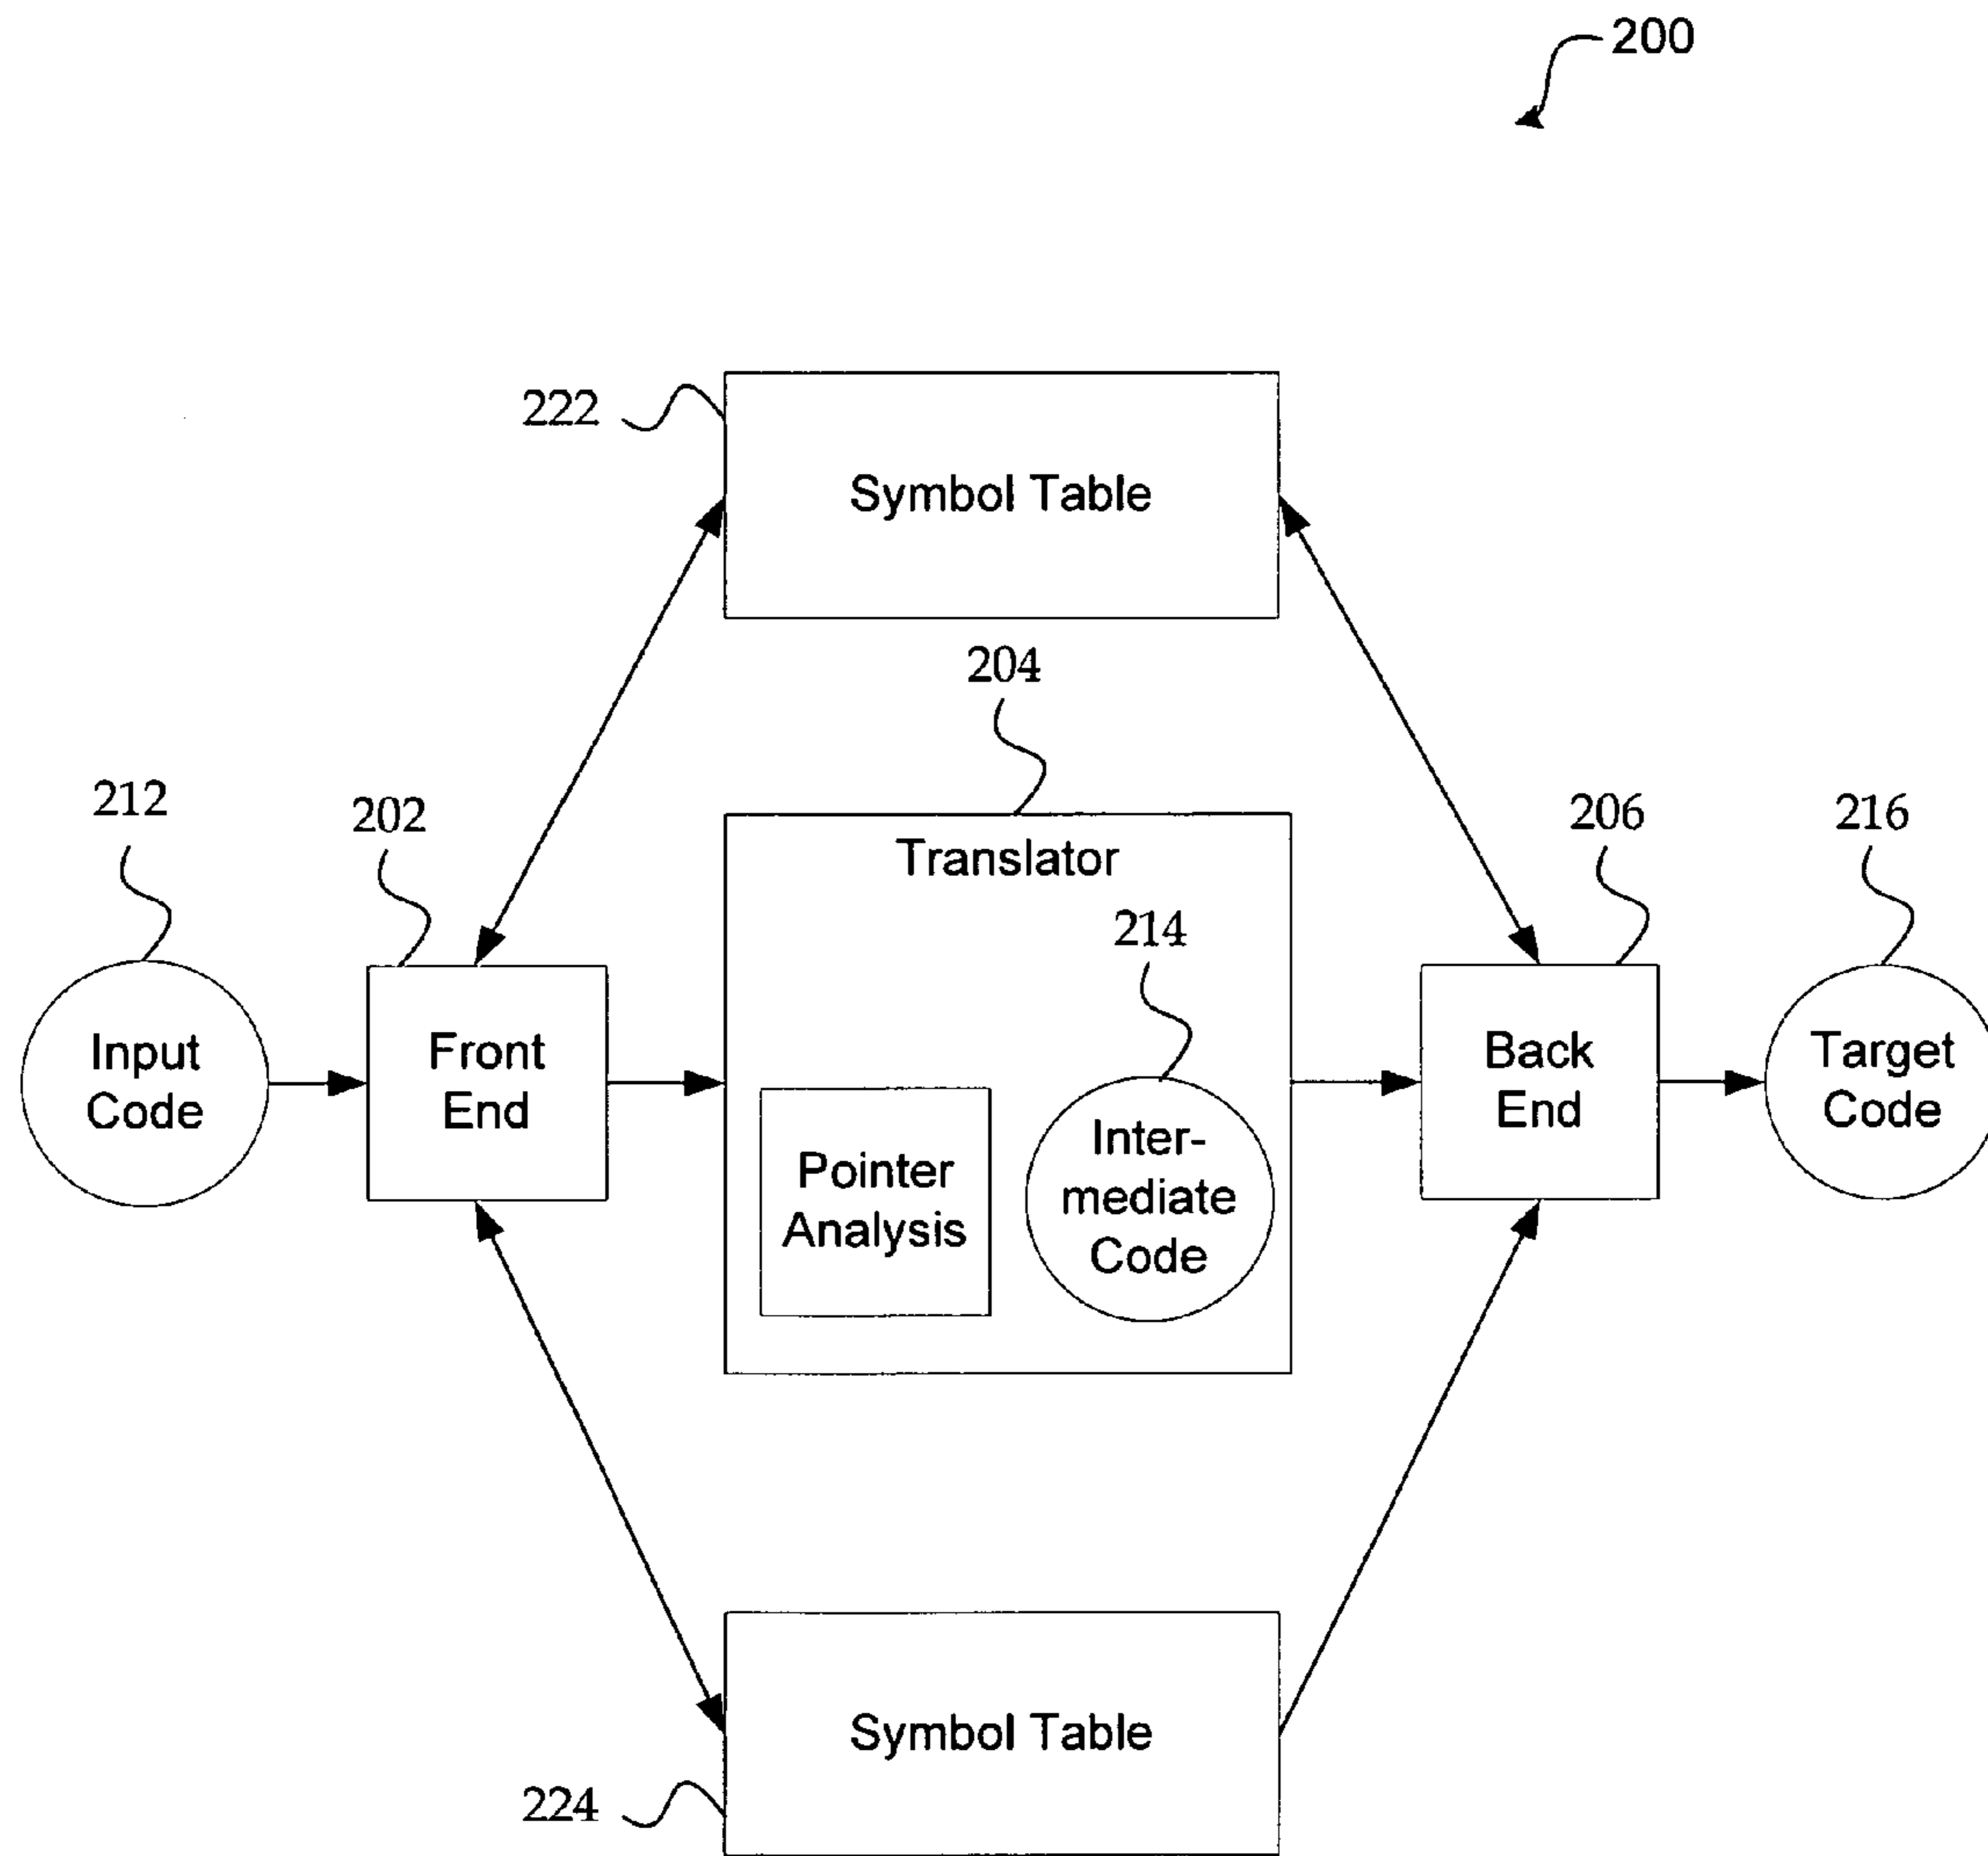 200
222
Symbol Table
204
212
202
206
216
Translator
214
Input
Code
Front
End
Pointer
Analysis
Inter-
mediate
Code
Back
End
Target
Code
Symbol Table
224